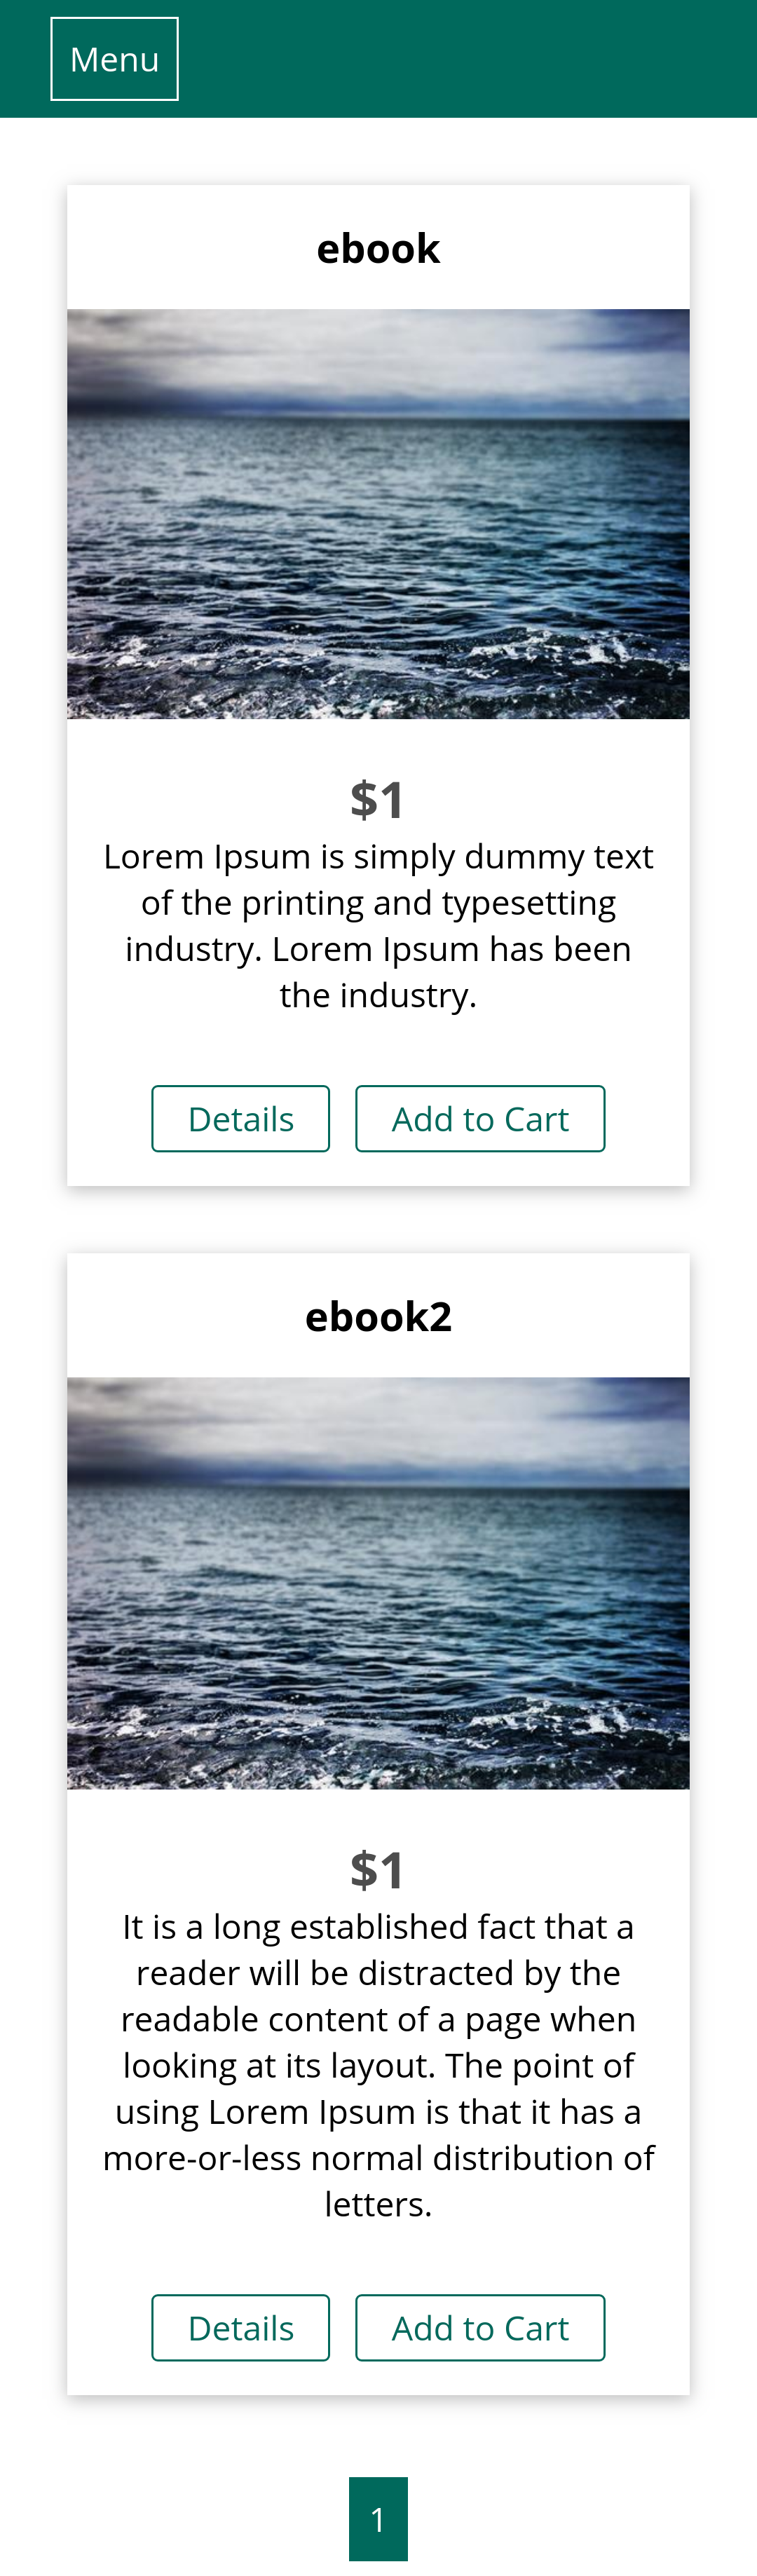 Menu
ebook
$1
Lorem Ipsum is simply dummy text
of the printing and typesetting
industry. Lorem Ipsum has been
the industry.
Details
Add to Cart
ebook2
$1
It is a long established fact that a
reader will be distracted by the
readable content of a page when
looking at its layout. The point of
using Lorem Ipsum is that it has a
more-or-less normal distribution of
letters.
Details
Add to Cart
1